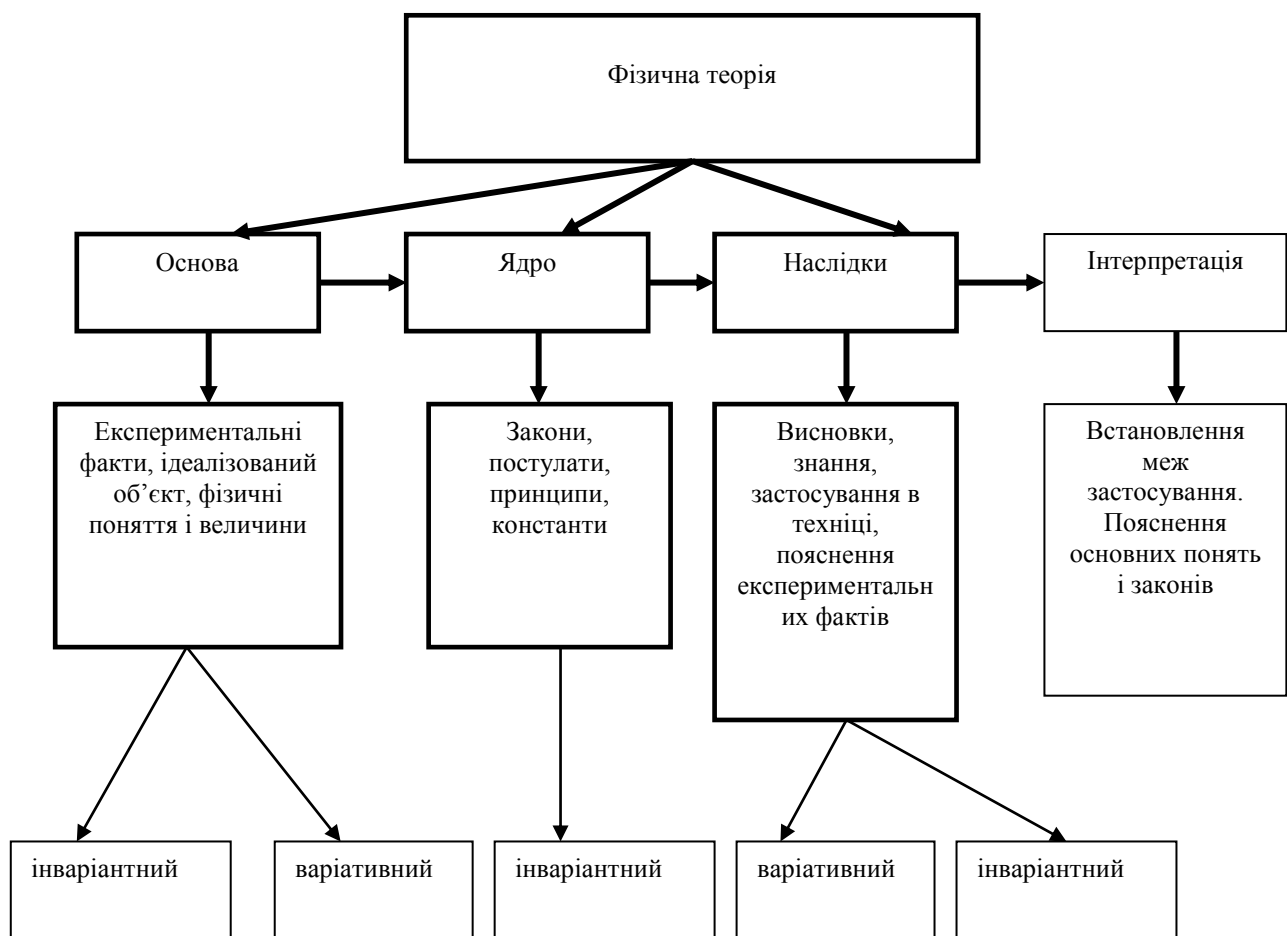 Фізична теорія
Основа
Ядро
Наслідки
Інтерпретація
Експериментальні
факти, ідеалізований
об’єкт, фізичні
поняття і величини
Закони,
постулати,
принципи,
константи
Висновки,
знання,
застосування в
техніці,
пояснення
експериментальн
их фактів
Встановлення
меж
застосування.
Пояснення
основних понять
і законів
інваріантний
варіативний
інваріантний
варіативний
інваріантний